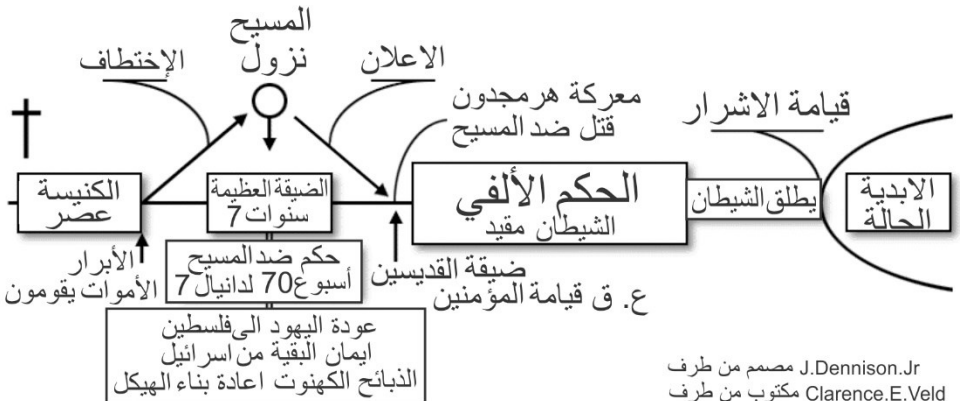 المسيح
نزول
الإختطاف
الاعلان
معركة هرمجدون
قتل ضد المسيح
قيامة الاشرار
الكنيسة
عصر
الضيقة العظيمة
7 سنوات
الحكم الألفي
الشيطان مقيد
يطلق الشيطان
الابدية
الحالة
الأبرار
الأموات يقومون
حكم ضد المسيح
أسبوع 70 لدانيال 7
ضيقة القديسين
ع. ق قيامة المؤمنين
عودة اليهود الى فلسطين
ايمان البقية من اسرائيل
الذبائح الكهنوت اعادة بناء الهيكل
J.Dennison.Jr مصمم من طرف
Clarence.E.Veld مكتوب من طرف